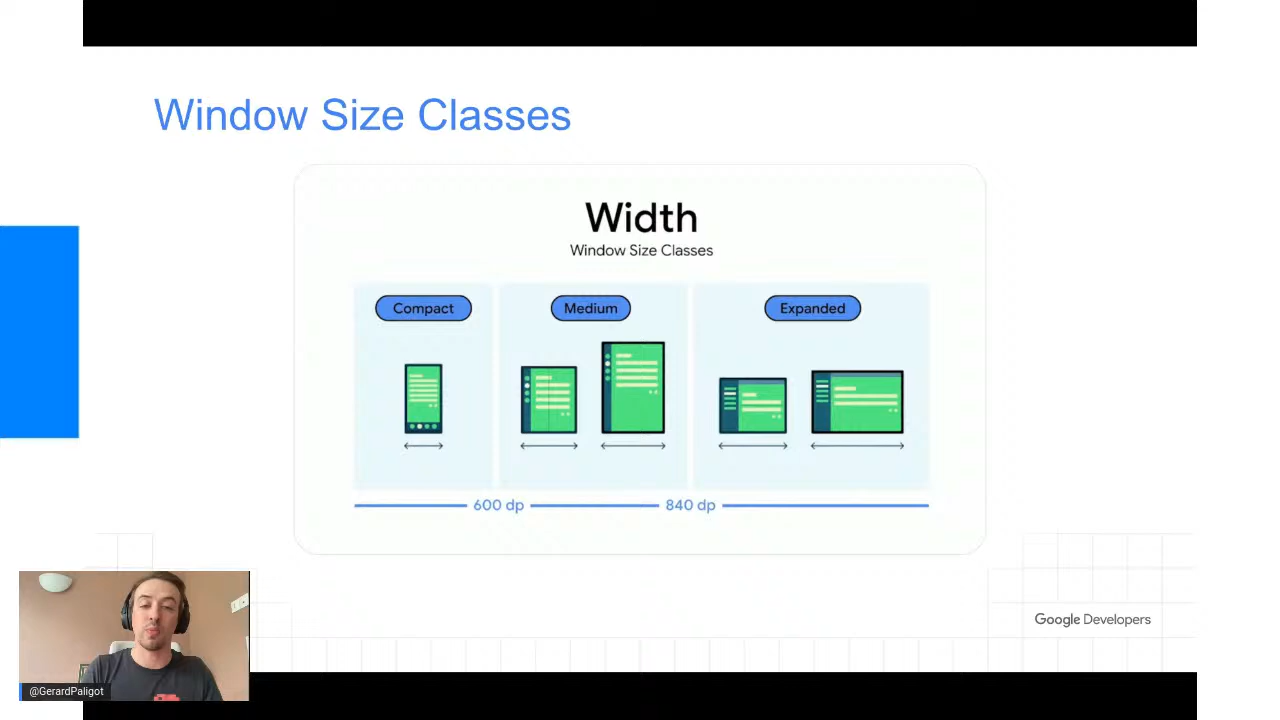 Window Size Classes
Width
Window Size Classes
Compact
Medium
Expanded
600 dp
840 dp
Google Developers
@GerardPaligot